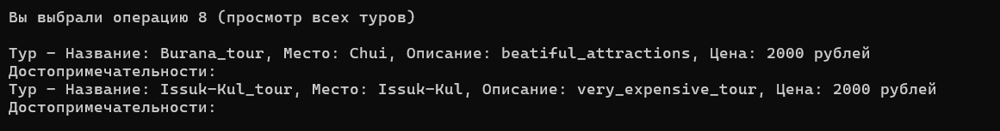 Вы выбрали операцию 8 (просмотр всех туров)
Тур - Название: Burana_tour, Место: Chui, Описание: beatiful_attractions, Цена: 2000 рублей
Достопримечательности:
Тур - Название: Issuk-Kul_tour, Место: Issuk-Kul, Описание: very_expensive_tour, Цена: 2000 рублей
Достопримечательности: